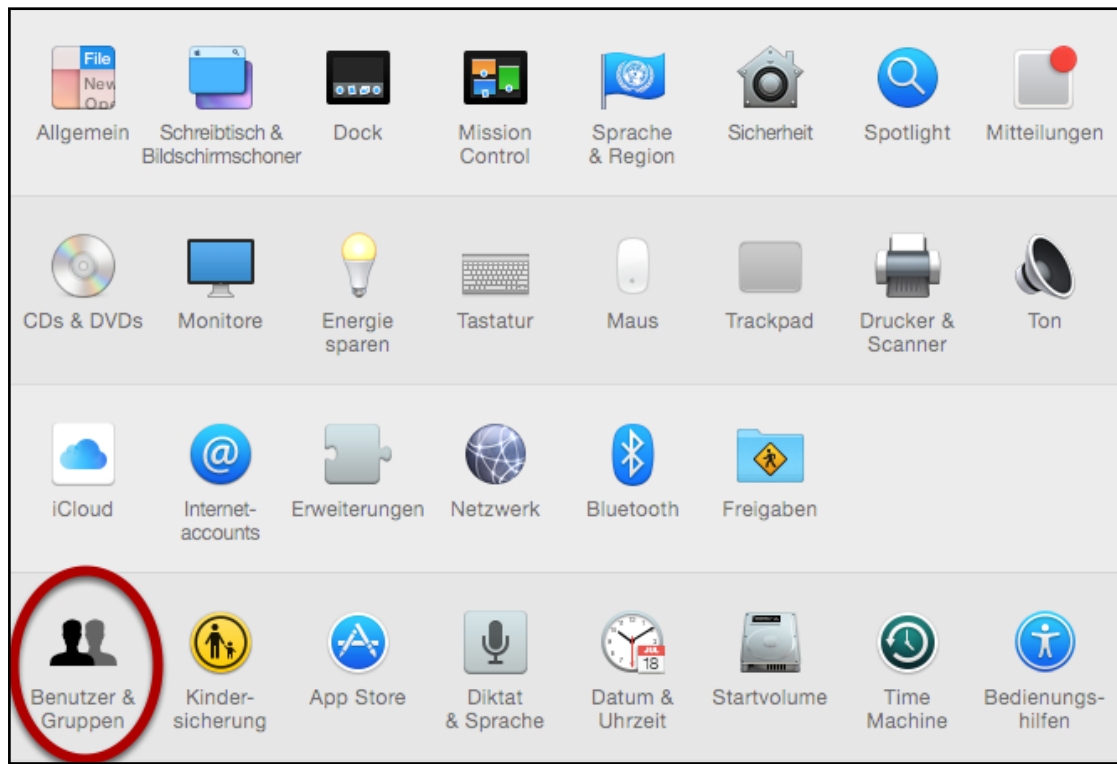 File
New
Ope
Allgemein
Schreibtisch &
Bildschirmschoner
Dock
Mission
Control
Sprache
& Region
Sicherheit
Spotlight
Mitteilungen
CDs & DVDs
Monitore
Energie
sparen
Tastatur
Maus
Trackpad
Drucker &
Scanner
Ton
iCloud
Internet-
accounts
Erweiterungen
Netzwerk
Bluetooth
Freigaben
Benutzer &
Gruppen
Kinder-
sicherung
App Store
Diktat
& Sprache
JUL
18
Datum &
Uhrzeit
Startvolume
Time
Machine
Bedienungs-
hilfen